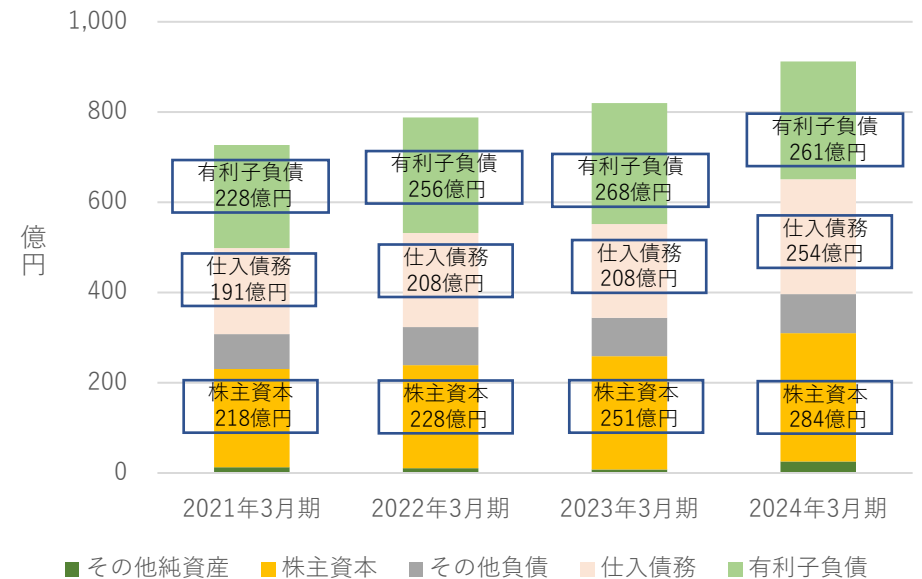 1,000
800
600
400
200
0
億円
有利子負債
228億円
仕入債務
191億円
株主資本
218億円
有利子負債
256億円
仕入債務
208億円
株主資本
228億円
有利子負債
268億円
仕入債務
208億円
株主資本
251億円
有利子負債
261億円
仕入債務
254億円
株主資本
284億円
2021年3月期 2022年3月期 2023年3月期 2024年3月期
その他純資産 株主資本 その他負債 仕入債務 有利子負債